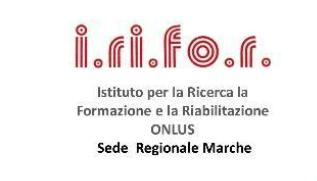 i.ri.fo.r.
Istituto per la Ricerca la
Formazione e la Riabilitazione
ONLUS
Sede Regionale Marche